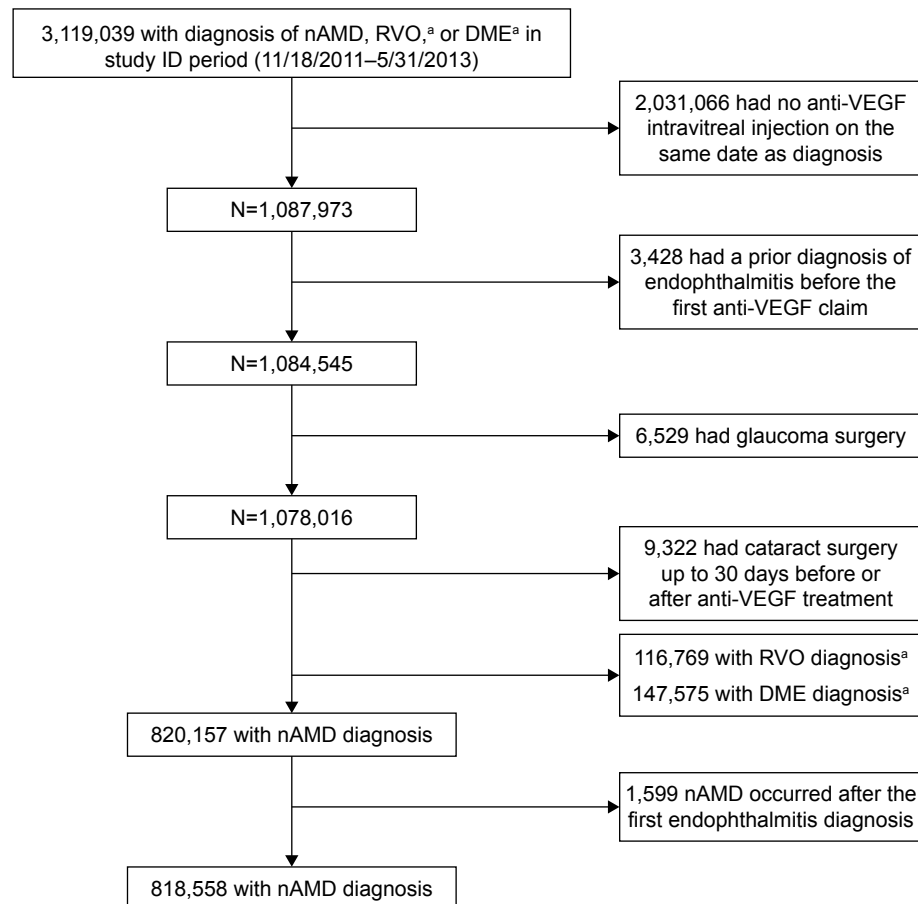 3,119,039 with diagnosis of nAMD, RVO,ᵃ or DMEᵃ in
study ID period (11/18/2011–5/31/2013)
2,031,066 had no anti-VEGF
intravitreal injection on the
same date as diagnosis
N=1,087,973
3,428 had a prior diagnosis of
endophthalmitis before the
first anti-VEGF claim
N=1,084,545
6,529 had glaucoma surgery
N=1,078,016
9,322 had cataract surgery
up to 30 days before or
after anti-VEGF treatment
116,769 with RVO diagnosisᵃ
147,575 with DME diagnosisᵃ
820,157 with nAMD diagnosis
1,599 nAMD occurred after the
first endophthalmitis diagnosis
818,558 with nAMD diagnosis